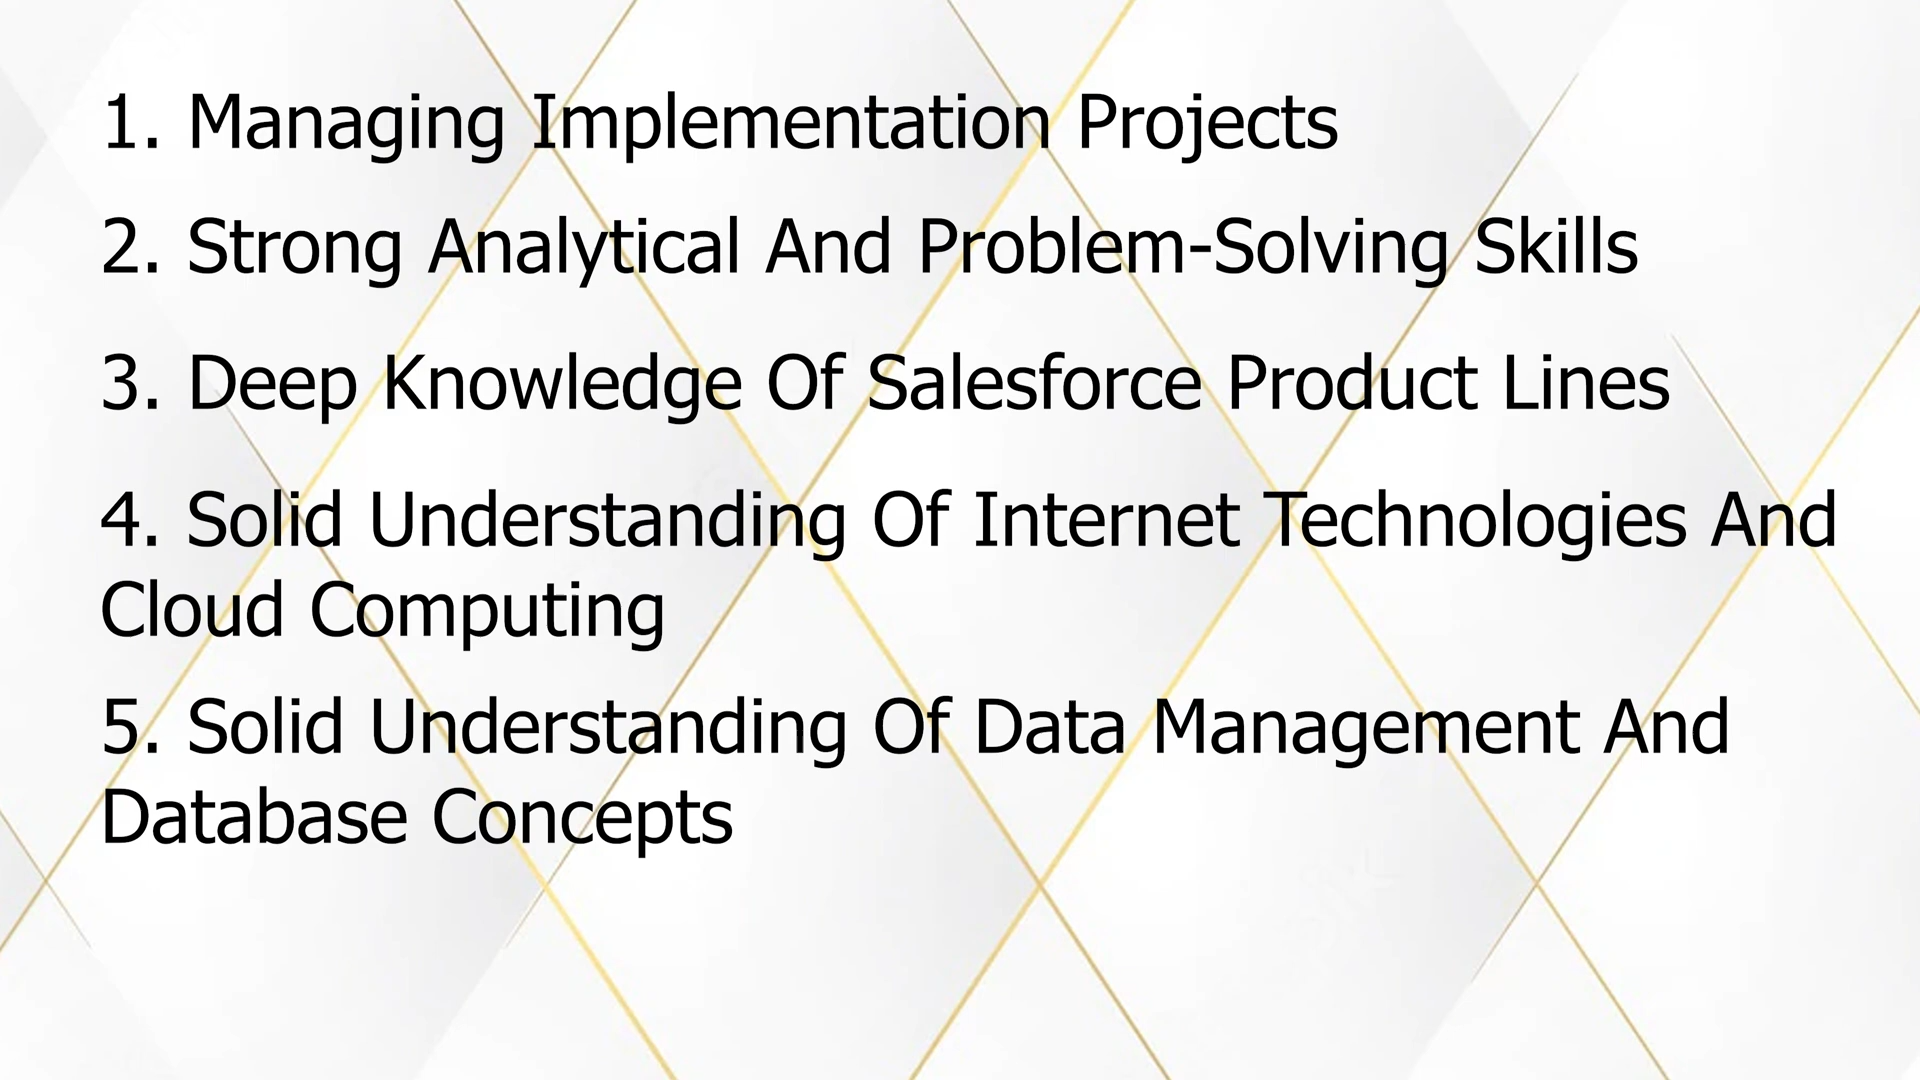 1. Managing Implementation Projects
2. Strong Analytical And Problem-Solving Skills
3. Deep Knowledge Of Salesforce Product Lines
4. Solid Understanding Of Internet Technologies And
Cloud Computing
5. Solid Understanding Of Data Management And
Database Concepts